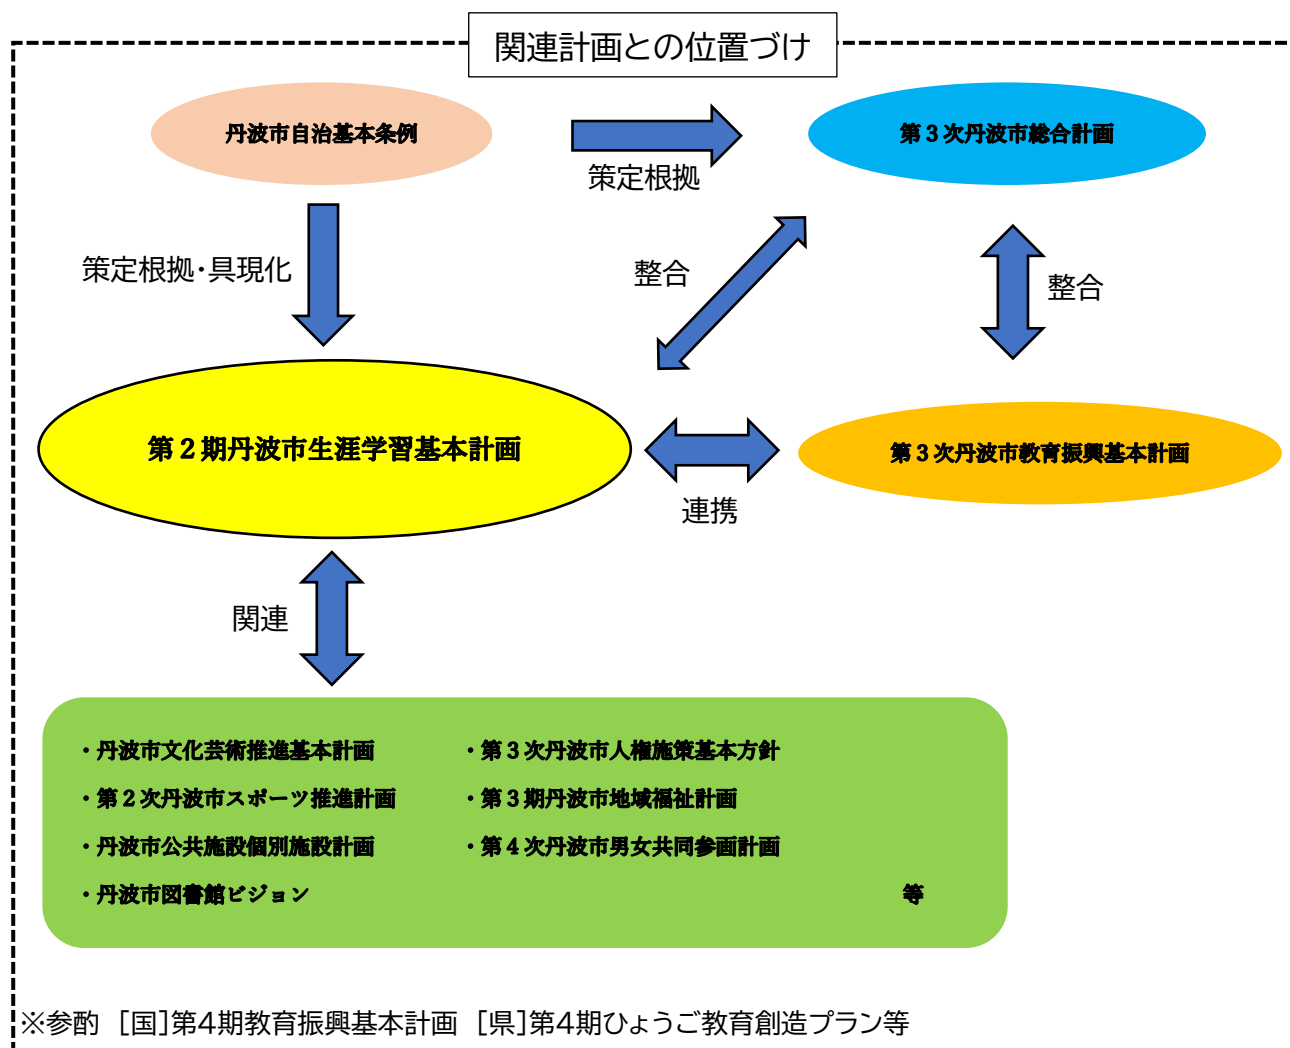 関連計画との位置づけ
丹波市自治基本条例
第３次丹波市総合計画
策定根拠
策定根拠・具現化
整合
整合
第２期丹波市生涯学習基本計画
第３次丹波市教育振興基本計画
連携
関連
・丹波市文化芸術推進基本計画
・第３次丹波市人権施策基本方針
・第２次丹波市スポーツ推進計画
・第３期丹波市地域福祉計画
・丹波市公共施設個別施設計画
・第４次丹波市男女共同参画計画
・丹波市図書館ビジョン
等
※参酌 [国]第4期教育振興基本計画 [県]第4期ひょうご教育創造プラン等